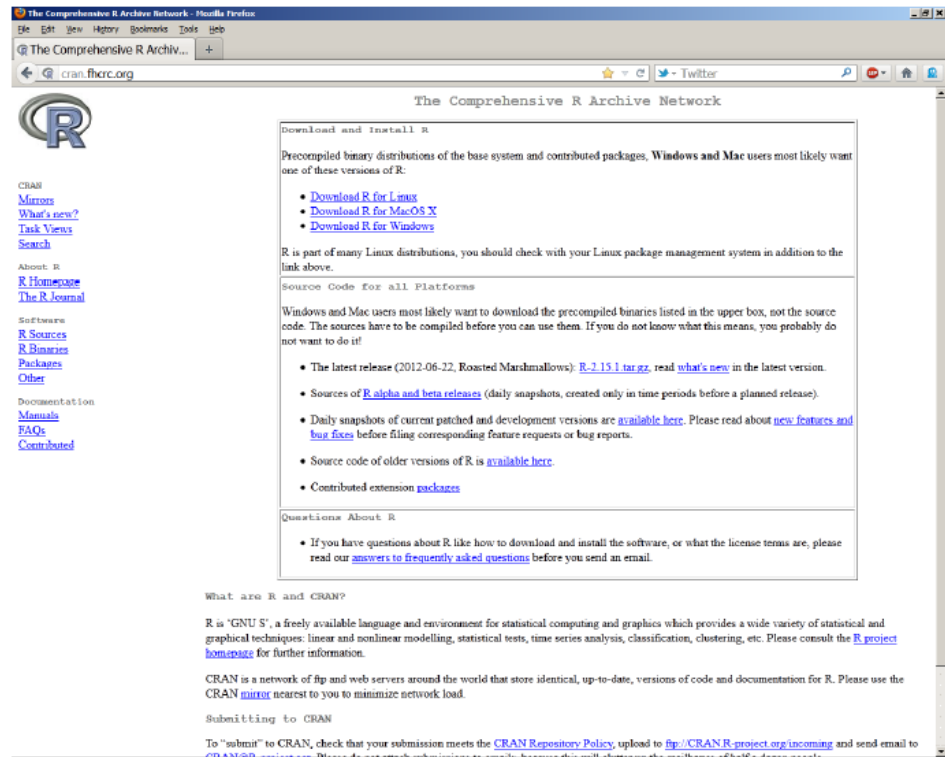 The Comprehensive R Archive Network - Mozilla Firefox
File Edit View History Bookmarks Tools Help
The Comprehensive R Archiv... +
cran.fhcrc.org
Twitter
The Comprehensive R Archive Network
R
CRAN
Mirrors
What's new?
Task Views
Search
About R
R Homepage
The R Journal
Software
R Sources
R Binaries
Packages
Other
Documentation
Manuals
FAQs
Contributed
Download and Install R
Precompiled binary distributions of the base system and contributed packages, Windows and Mac users most likely want
one of these versions of R:
• Download R for Linux
• Download R for MacOS X
• Download R for Windows
R is part of many Linux distributions, you should check with your Linux package management system in addition to the
link above.
Source Code for all Platforms
Windows and Mac users most likely want to download the precompiled binaries listed in the upper box, not the source
code. The sources have to be compiled before you can use them. If you do not know what this means, you probably do
not want to do it!
• The latest release (2012-06-22, Roasted Marshmallows): R-2.15.1.tar.gz, read what's new in the latest version.
• Sources of R alpha and beta releases (daily snapshots, created only in time periods before a planned release).
• Daily snapshots of current patched and development versions are available here. Please read about new features and
bug fixes before filing corresponding feature requests or bug reports.
• Source code of older versions of R is available here.
• Contributed extension packages
Questions About R
• If you have questions about R like how to download and install the software, or what the license terms are, please
read our answers to frequently asked questions before you send an email.
What are R and CRAN?
R is 'GNU S', a freely available language and environment for statistical computing and graphics which provides a wide variety of statistical and
graphical techniques: linear and nonlinear modelling, statistical tests, time series analysis, classification, clustering, etc. Please consult the R project
homepage for further information.
CRAN is a network of ftp and web servers around the world that store identical, up-to-date, versions of code and documentation for R. Please use the
CRAN mirror nearest to you to minimize network load.
Submitting to CRAN
To "submit" to CRAN, check that your submission meets the CRAN Repository Policy, upload to ftp://CRAN.R-project.org/incoming and send email to